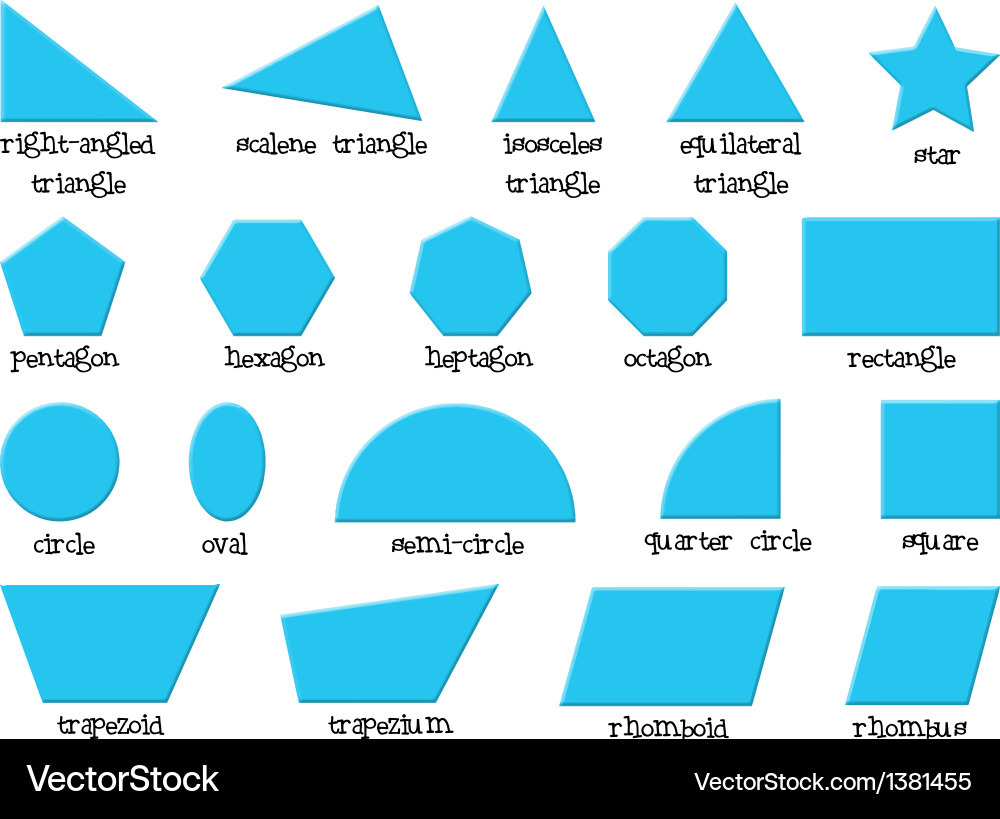 right-angled
triangle
scalene triangle
isosceles
triangle
equilateral
triangle
star
pentagon
hexagon
heptagon
octagon
rectangle
circle
oval
semi-circle
quarter circle
square
trapezoid
trapezium
rhomboid
rhombus
VectorStock
VectorStock.com/1381455